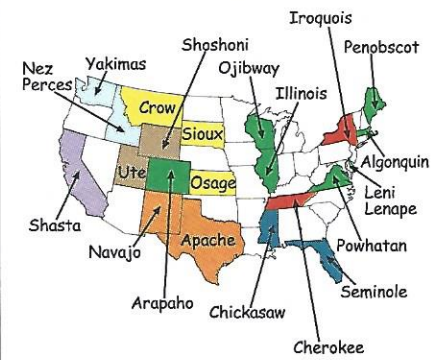 Iroquois
Shoshoni
Penobscot
Yakimas
Ojibway
Nez
Perces
Illinois
Crow
Sioux
Algonquin
Ute
Osage
Leni
Lenape
Shasta
Navajo
Apache
Powhatan
Arapaho
Seminole
Chickasaw
Cherokee